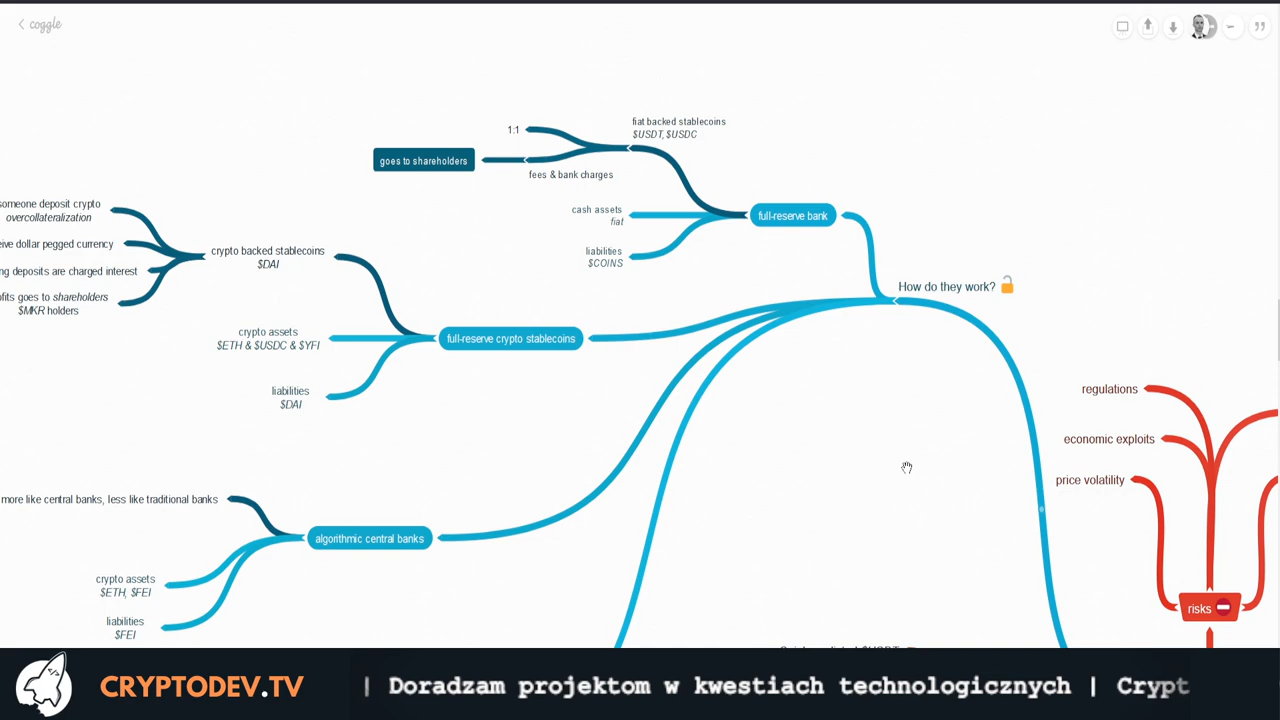 coggle
fiat backed stablecoins
$USDT, $USDC
1:1
goes to shareholders
fees & bank charges
cash assets
fiat
full-reserve bank
liabilities
$COINS
someone deposit crypto
overcollateralization
dollar pegged currency
deposits are charged interest
goes to shareholders
$MKR holders
crypto backed stablecoins
$DAI
How do they work?
crypto assets
$ETH & $USDC & $YFI
full-reserve crypto stablecoins
liabilities
$DAI
regulations
economic exploits
price volatility
more like central banks, less like traditional banks
algorithmic central banks
crypto assets
$ETH, $FEI
liabilities
$FEI
risks
CRYPTODEV.TV
| Doradzam projektom w kwestiach technologicznych | Crypt